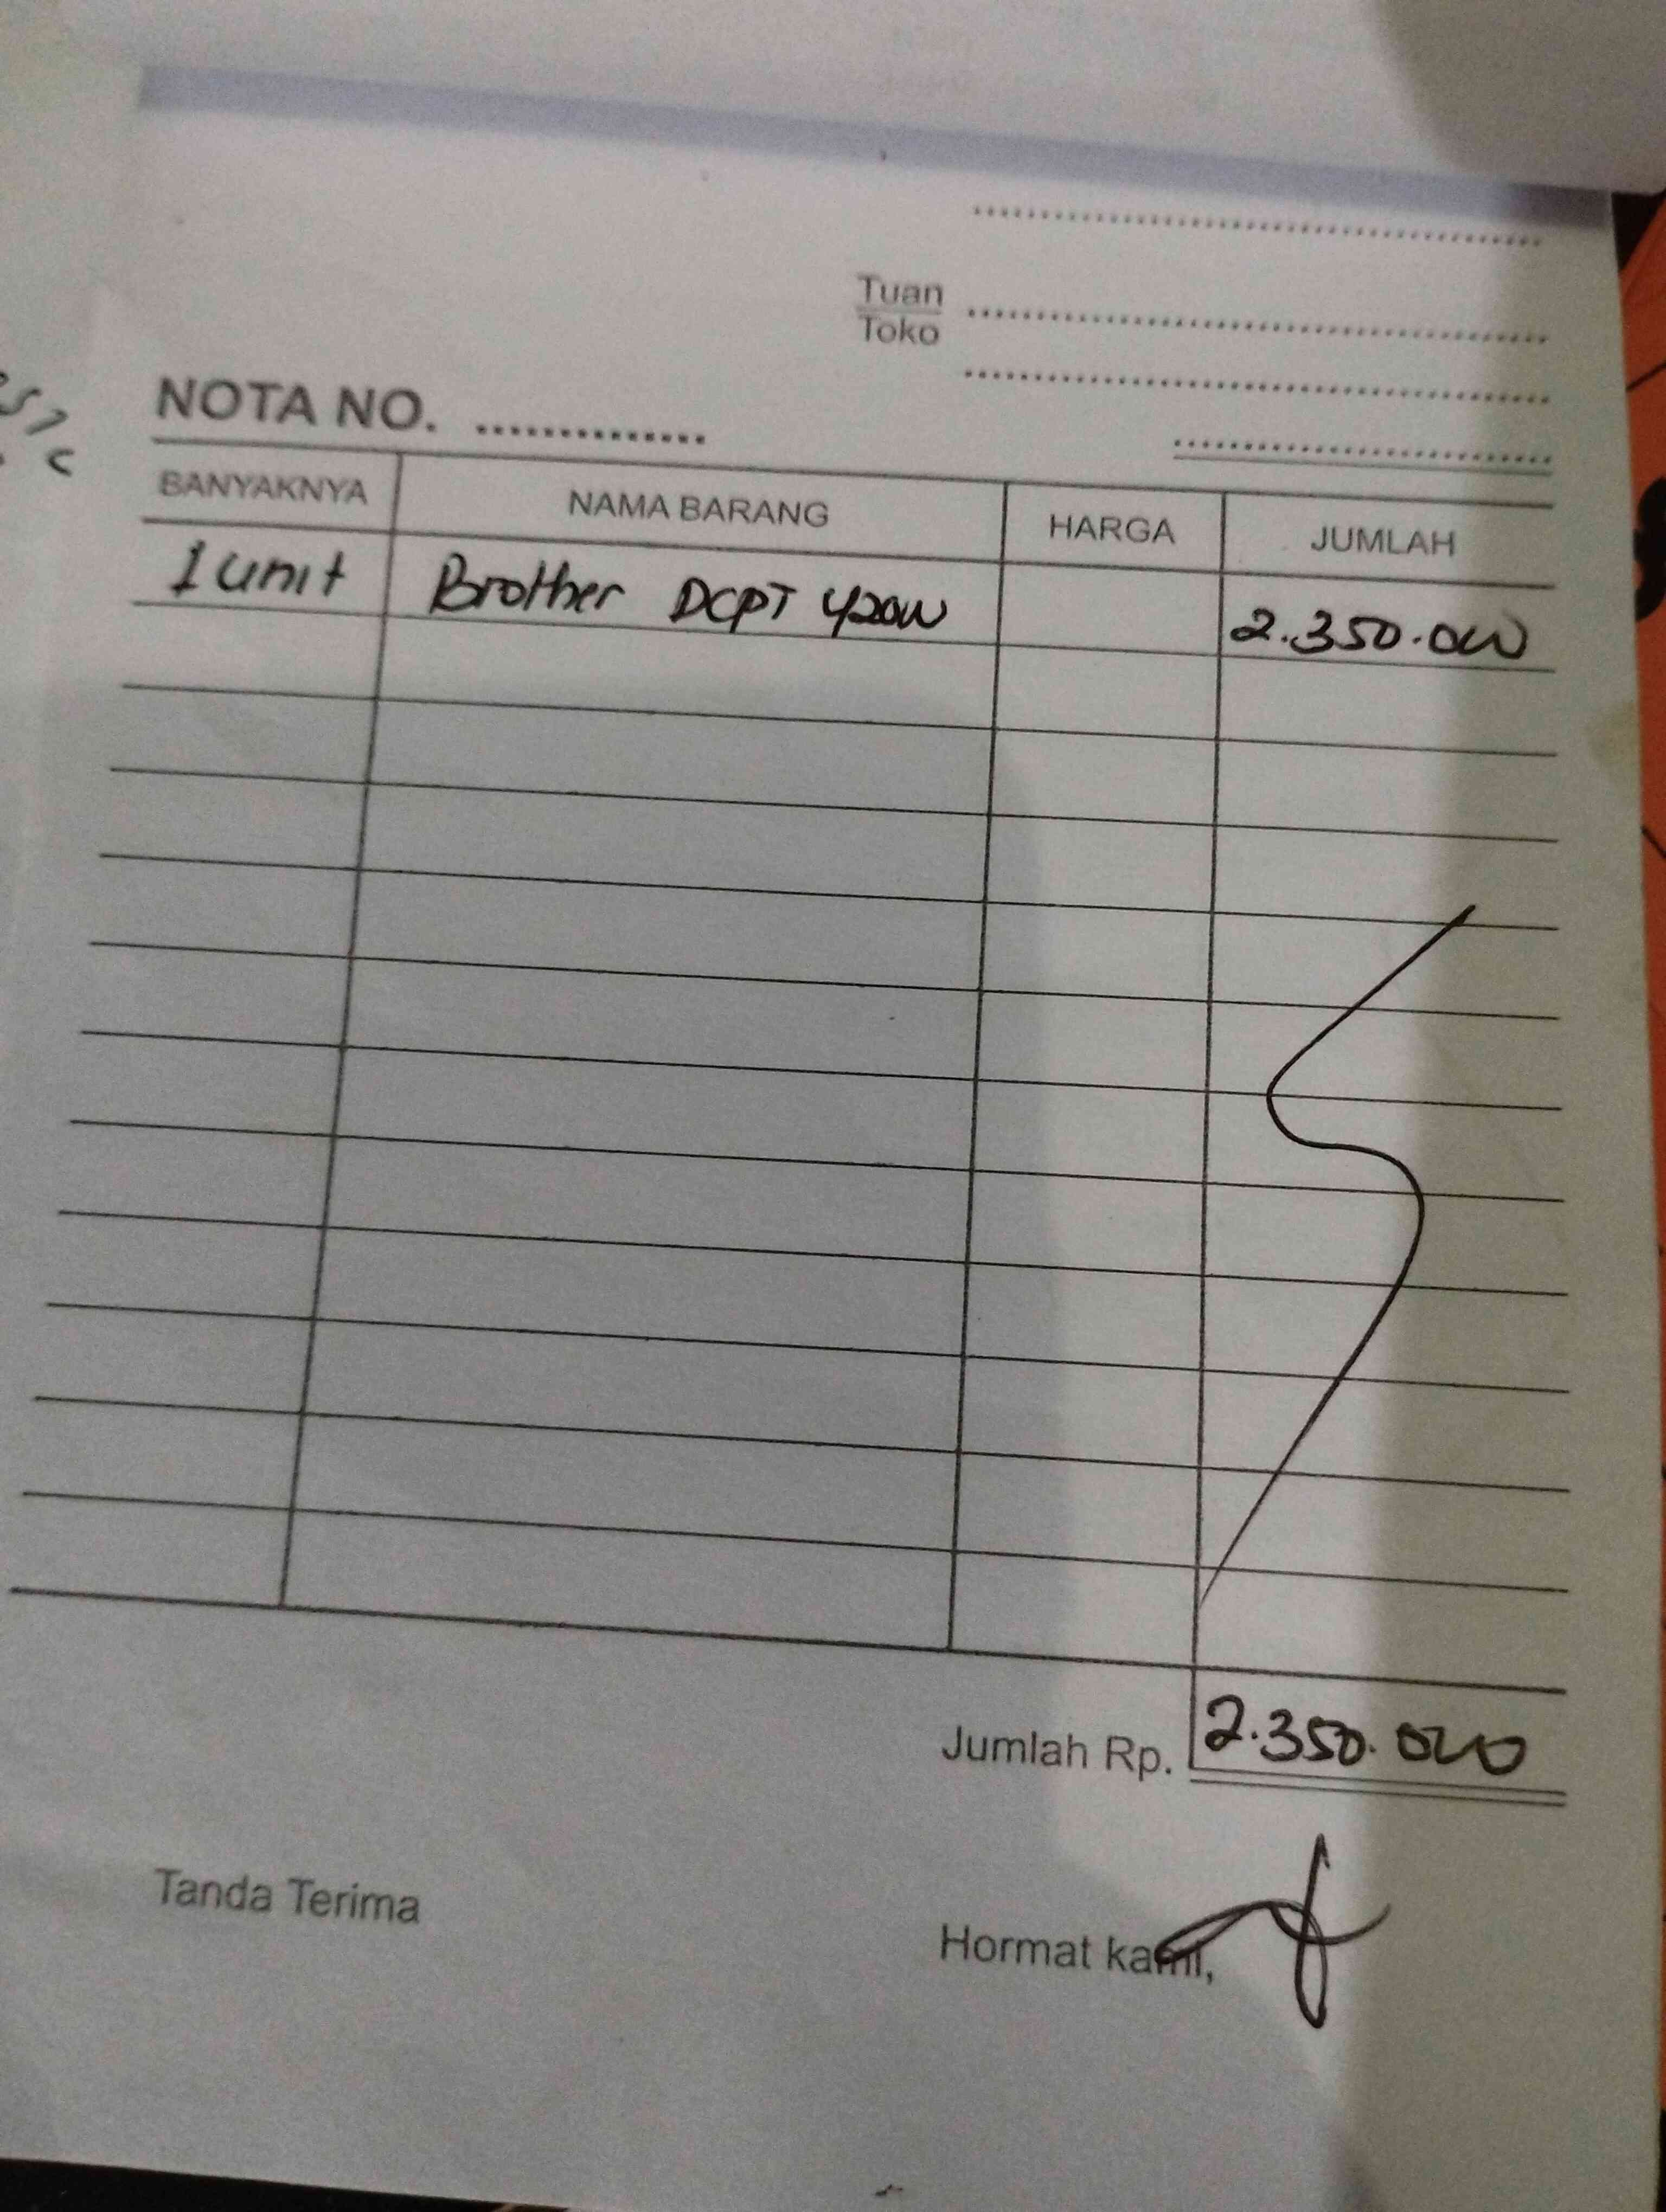 Tuan
Toko
NOTA NO. ..............
BANYAKNYA NAMA BARANG HARGA JUMLAH
1 unit Brother DCPT 420W 2.350.000
Jumlah Rp. 2.350.000
Tanda Terima
Hormat kami,